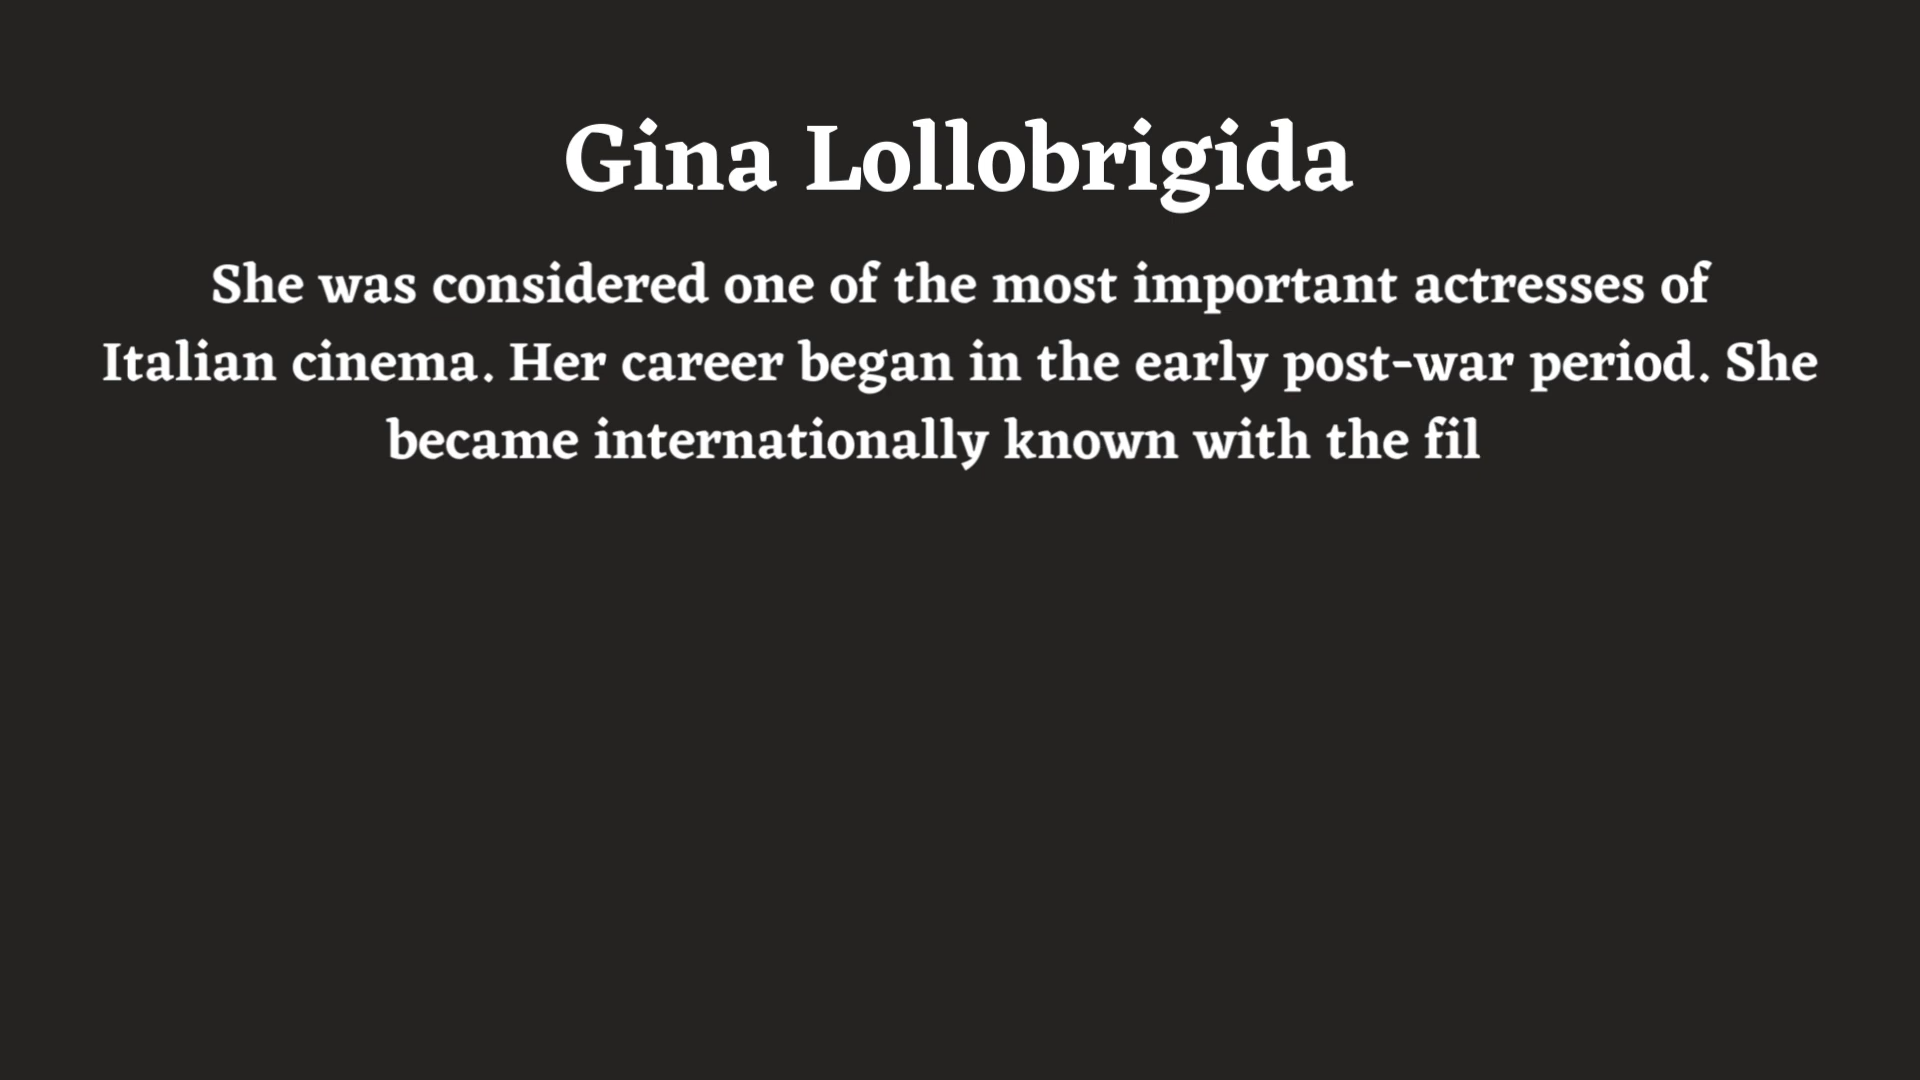 Gina Lollobrigida
She was considered one of the most important actresses of
Italian cinema. Her career began in the early post-war period. She
became internationally known with the fil